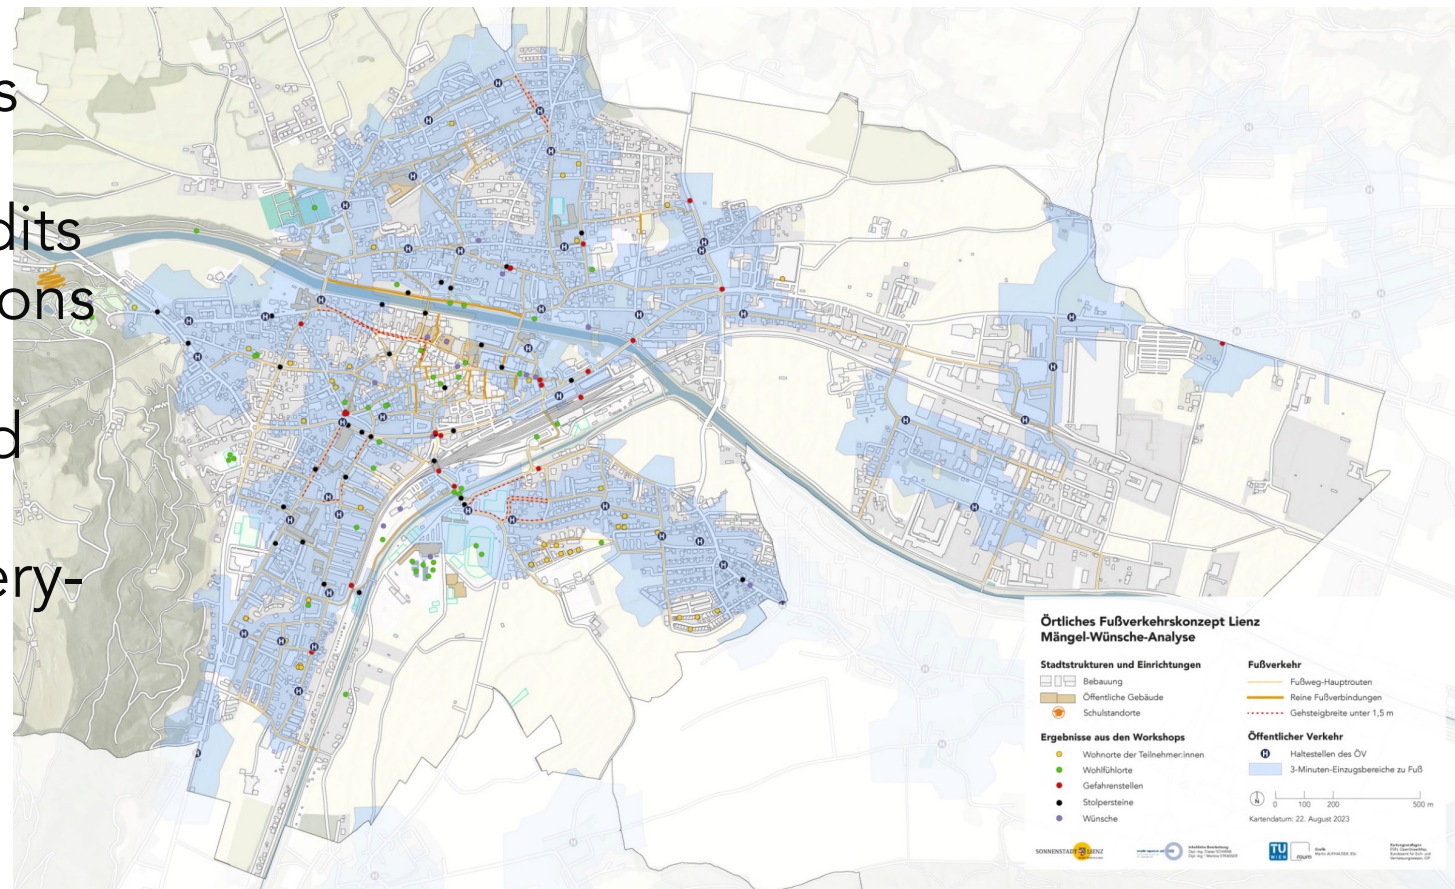 s
dits
ons
d
ery-
Örtliches Fußverkehrskonzept Lienz
Mängel-Wünsche-Analyse
Stadtstrukturen und Einrichtungen
Bebauung
Öffentliche Gebäude
Schulstandorte
Ergebnisse aus den Workshops
Wohnorte der Teilnehmer:innen
Wohlfühlorte
Gefahrenstellen
Stolpersteine
Wünsche
Fußverkehr
Fußweg-Hauptrouten
Reine Fußverbindungen
Gehsteigbreite unter 1,5 m
Öffentlicher Verkehr
H Haltestellen des ÖV
3-Minuten-Einzugsbereiche zu Fuß
N 0 100 200 500 m
Kartendatum: 22. August 2023
SONNENSTADT LIENZ
TU
WIEN
raum